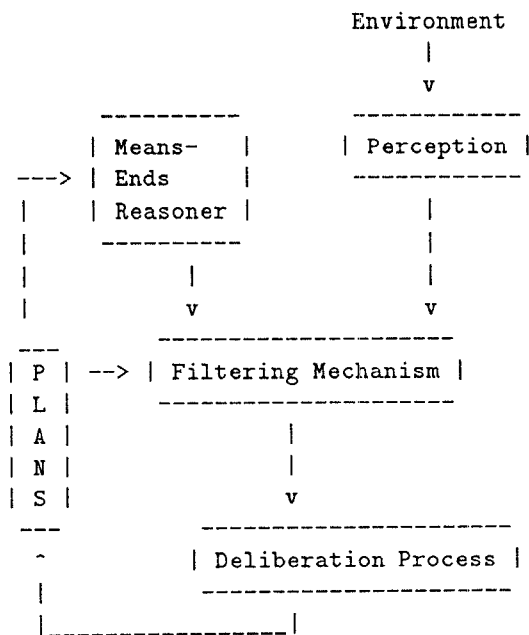 Environment
Means-
Perception
Ends
Reasoner
Filtering Mechanism
P
L
A
N
S
Deliberation Process